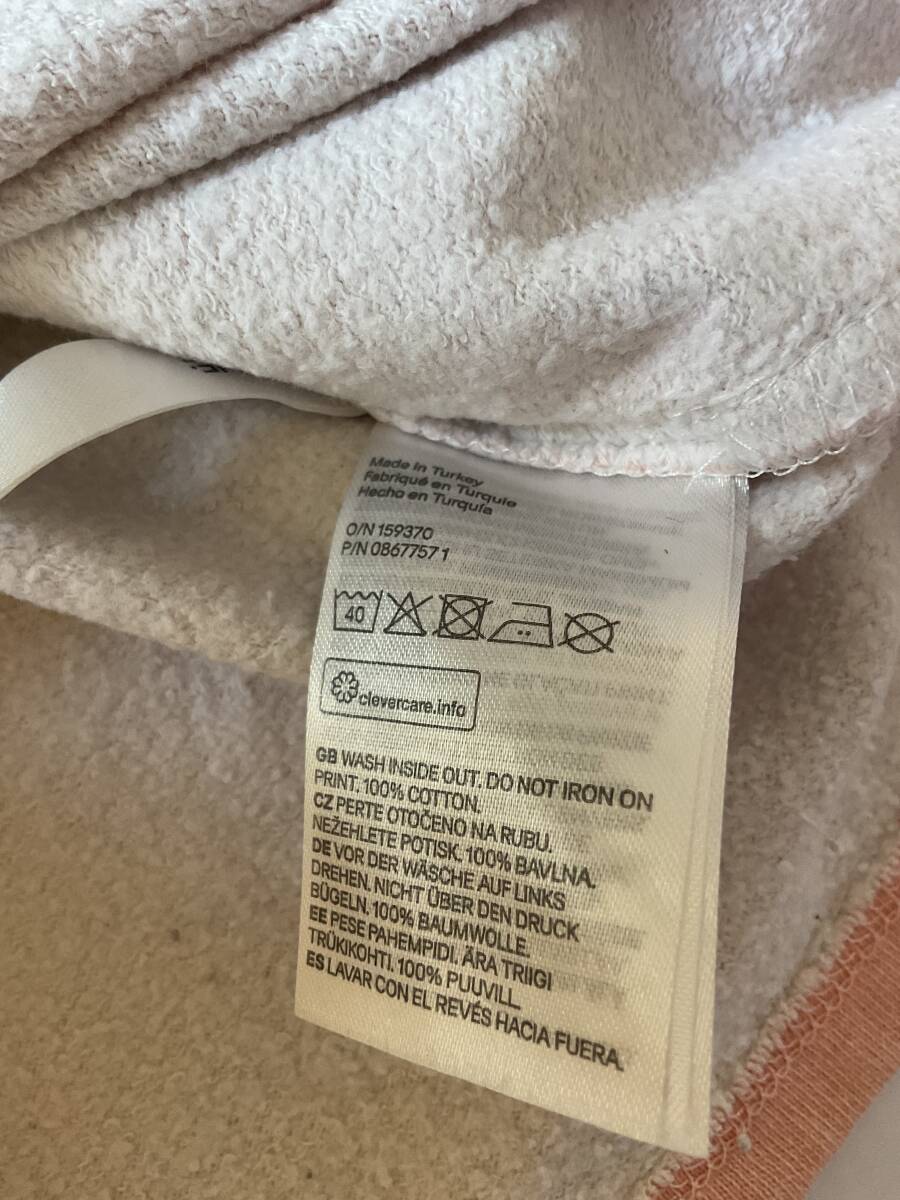 Made in Turkey
Fabriqué en Turquie
Hecho en Turquía
O/N 159370
P/N 0867757 1
40
clevercare.info
GB WASH INSIDE OUT. DO NOT IRON ON
PRINT. 100% COTTON.
CZ PERTE OTOČENO NA RUBU.
NEŽEHLETE POTISK. 100% BAVLNA.
DE VOR DER WÄSCHE AUF LINKS
DREHEN. NICHT ÜBER DEN DRUCK
BÜGELN. 100% BAUMWOLLE.
EE PESE PAHEMPIDI. ÄRA TRIIGI
TRÜKIKOHTI. 100% PUUVILL.
ES LAVAR CON EL REVÉS HACIA FUERA.